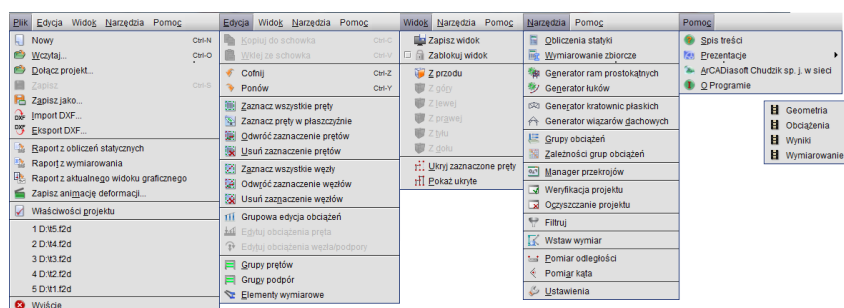 Plik Edycja Widok Narzędzia Pomoc
Nowy Ctrl-N
Wczytaj... Ctrl-O
Dołącz projekt...
Zapisz Ctrl-S
Zapisz jako...
Import DXF...
Eksport DXF...
Raport z obliczeń statycznych
Raport z wymiarowania
Raport z aktualnego widoku graficznego
Zapisz animację deformacji...
Właściwości projektu
1 D:\t5.f2d
2 D:\t4.f2d
3 D:\t3.f2d
4 D:\t2.f2d
5 D:\t1.f2d
Wyjście
Edycja Widok Narzędzia Pomoc
Kopiuj do schowka Ctrl-C
Wklej ze schowka Ctrl-V
Cofnij Ctrl-Z
Ponów Ctrl-Y
Zaznacz wszystkie pręty
Zaznacz pręty w płaszczyźnie
Odwróć zaznaczenie prętów
Usuń zaznaczenie prętów
Zaznacz wszystkie węzły
Odwróć zaznaczenie węzłów
Usuń zaznaczenie węzłów
Grupowa edycja obciążeń
Edytuj obciążenia pręta
Edytuj obciążenia węzła/podpory
Grupy prętów
Grupy podpór
Elementy wymiarowe
Widok Narzędzia Pomoc
Zapisz widok
Zablokuj widok
Z przodu
Z góry
Z lewej
Z prawej
Z tyłu
Z dołu
Ukryj zaznaczone pręty
Pokaż ukryte
Narzędzia Pomoc
Obliczenia statyki
Wymiarowanie zbiorcze
Generator ram prostokątnych
Generator łuków
Generator kratownic płaskich
Generator wiązarów dachowych
Grupy obciążeń
Zależności grup obciążeń
Manager przekrojów
Weryfikacja projektu
Oczyszczanie projektu
Filtruj
Wstaw wymiar
Pomiar odległości
Pomiar kąta
Ustawienia
Pomoc
Spis treści
Prezentacje
ArCADiasoft Chudzik sp. j. w sieci
O Programie
Geometria
Obciążenia
Wyniki
Wymiarowanie